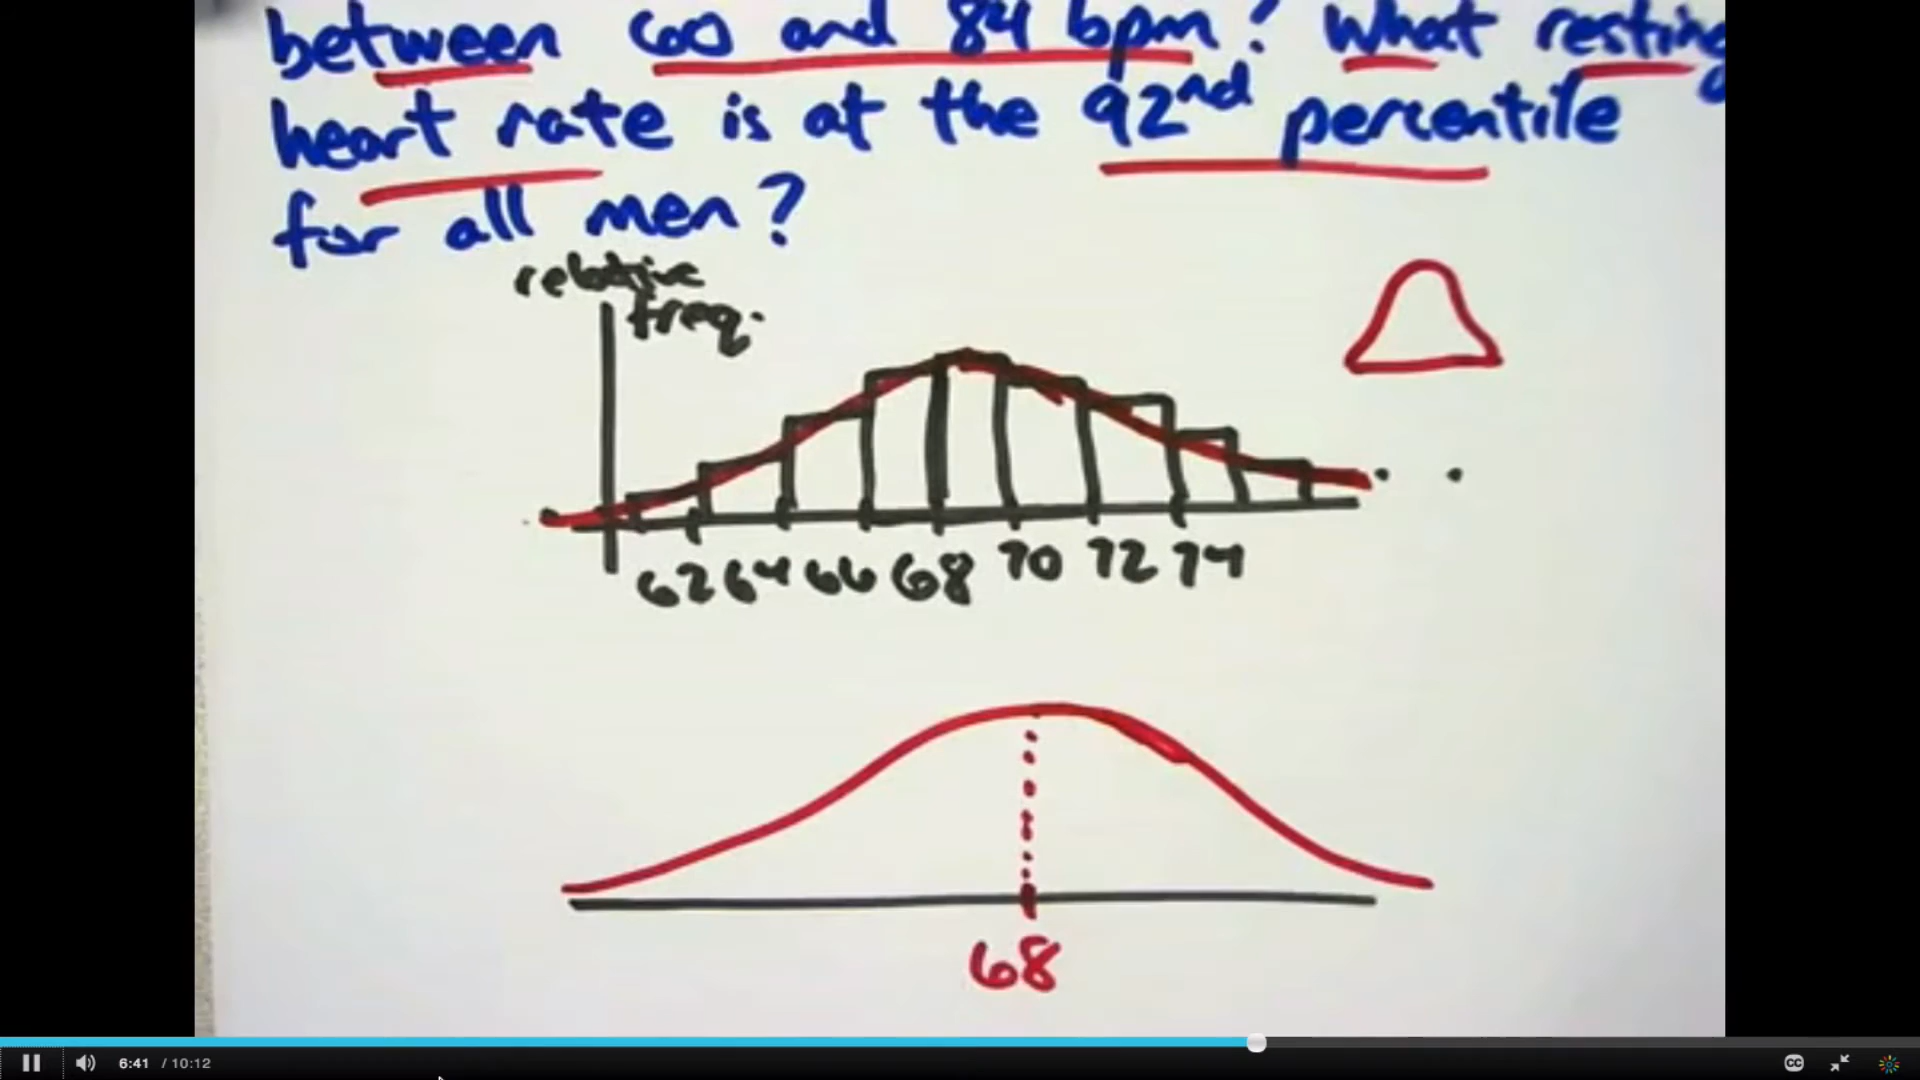 between 60 and 84 bpm? What resting
heart rate is at the 92nd percentile
for all men?
relative
freq.
62 64 66 68 70 72 74
68
6:41 / 10:12
CC